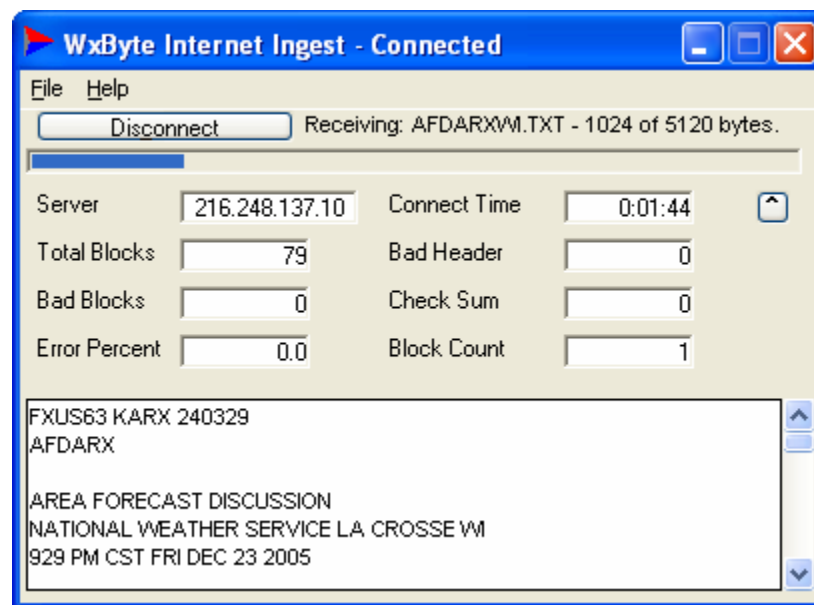 WxByte Internet Ingest - Connected
File Help
Disconnect Receiving: AFDARXWI.TXT - 1024 of 5120 bytes.
Server 216.248.137.10 Connect Time 0:01:44
Total Blocks 79 Bad Header 0
Bad Blocks 0 Check Sum 0
Error Percent 0.0 Block Count 1
FXUS63 KARX 240329
AFDARX
AREA FORECAST DISCUSSION
NATIONAL WEATHER SERVICE LA CROSSE WI
929 PM CST FRI DEC 23 2005